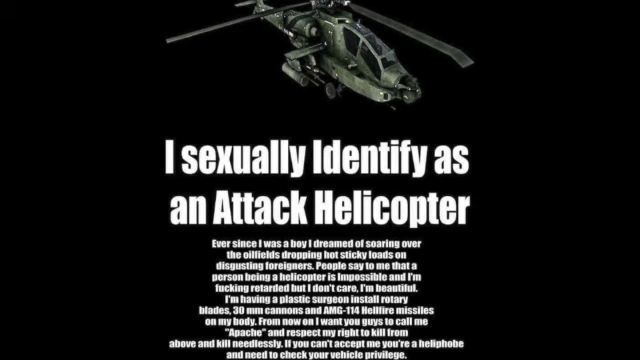 I sexually Identify as
an Attack Helicopter
Ever since I was a boy I dreamed of soaring over
the oilfields dropping hot sticky loads on
disgusting foreigners. People say to me that a
person being a helicopter is Impossible and I'm
fucking retarded but I don't care, I'm beautiful.
I'm having a plastic surgeon install rotary
blades, 30 mm cannons and AMG-114 Hellfire missiles
on my body. From now on I want you guys to call me
"Apache" and respect my right to kill from
above and kill needlessly. If you can't accept me you're a heliphobe
and need to check your vehicle privilege.